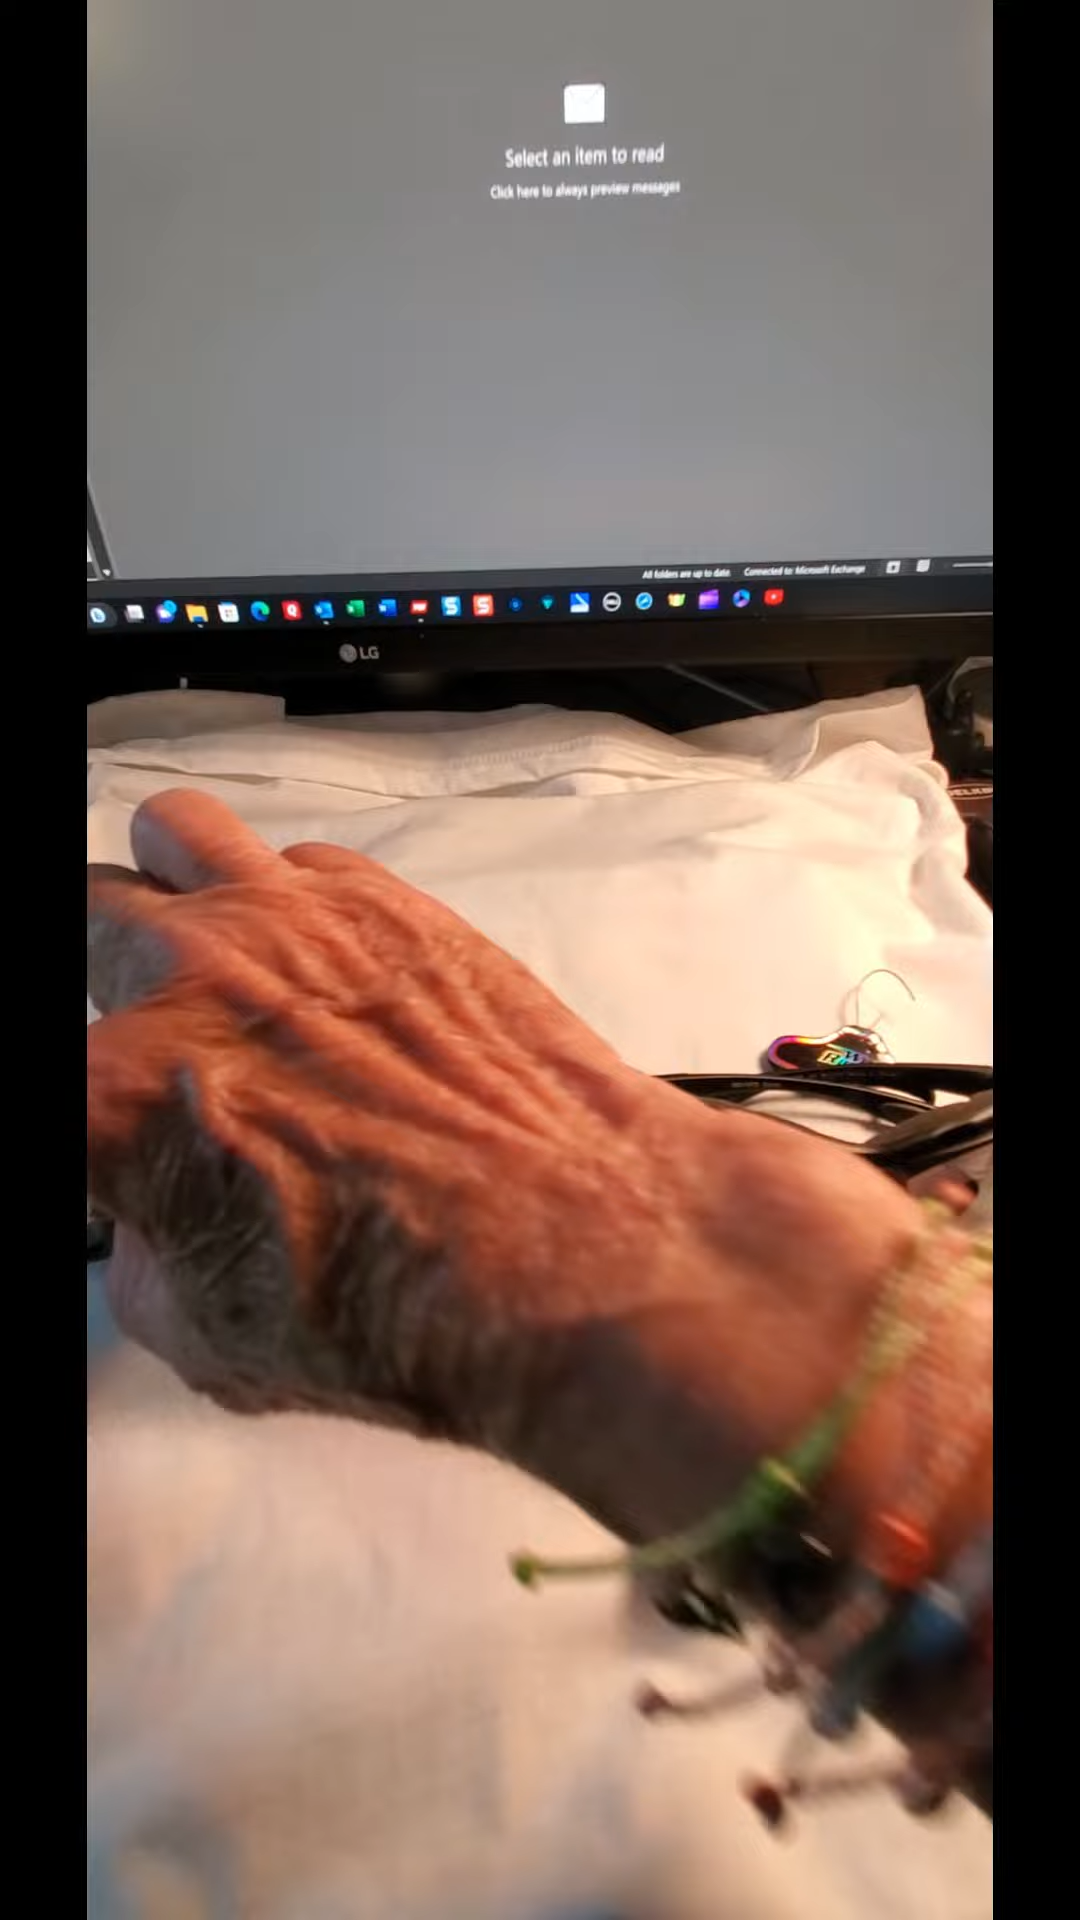 Select an item to read
Click here to always preview messages
All folders are up to date. Connected to: Microsoft Exchange
LG